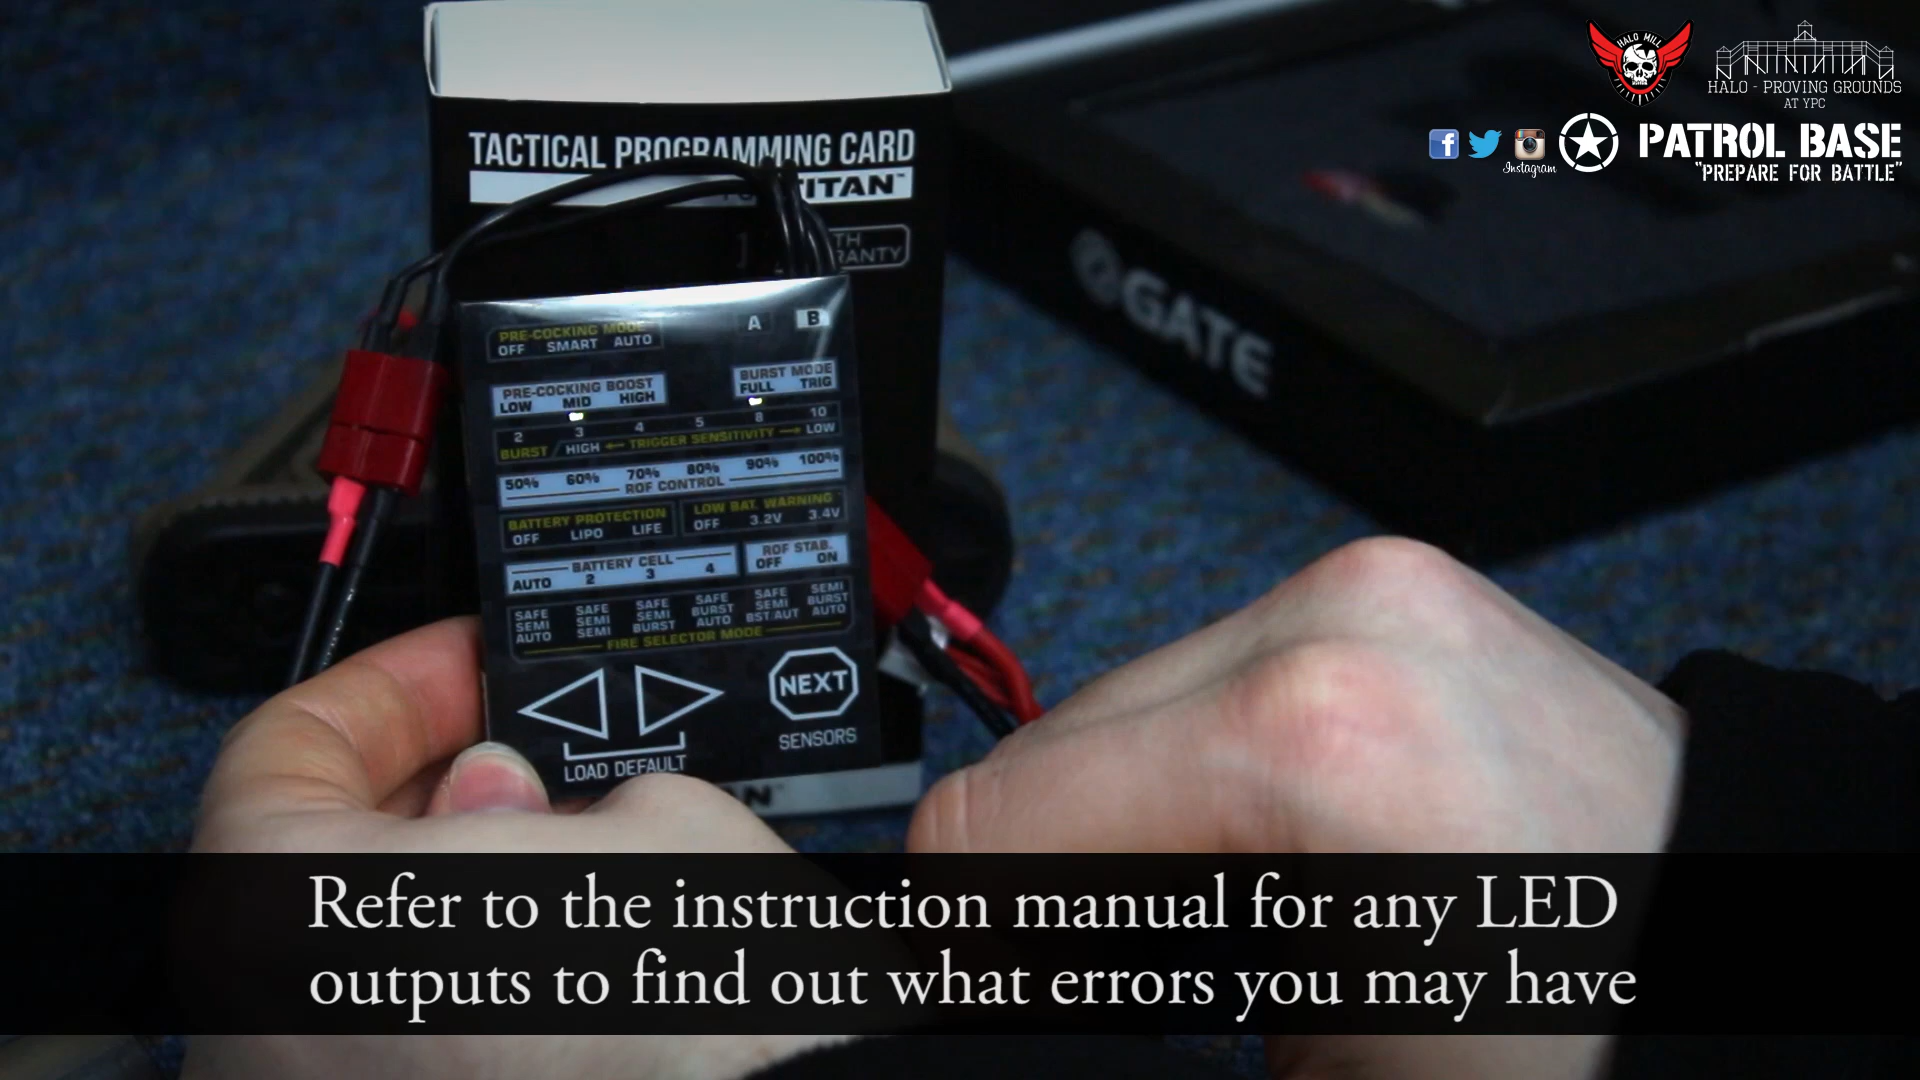 HALO MILL
HALO - PROVING GROUNDS
AT YPC
Instagram
PATROL BASE
"PREPARE FOR BATTLE"
TACTICAL PROGRAMMING CARD
TITAN™
GATE
PRE-COCKING MODE
OFF SMART AUTO
A B
PRE-COCKING BOOST
LOW MID HIGH
BURST MODE
FULL TRIG
2 3 4 5 8 10
BURST / HIGH ← TRIGGER SENSITIVITY → LOW
50% 60% 70% 80% 90% 100%
ROF CONTROL
BATTERY PROTECTION
OFF LIPO LIFE
LOW BAT. WARNING
OFF 3.2V 3.4V
BATTERY CELL
AUTO 2 3 4
ROF STAB.
OFF ON
SAFE SAFE SAFE SAFE SAFE SEMI
SEMI SEMI SEMI BURST SEMI BURST
AUTO SEMI BURST AUTO BST/AUT AUTO
FIRE SELECTOR MODE
NEXT
SENSORS
LOAD DEFAULT
Refer to the instruction manual for any LED
outputs to find out what errors you may have